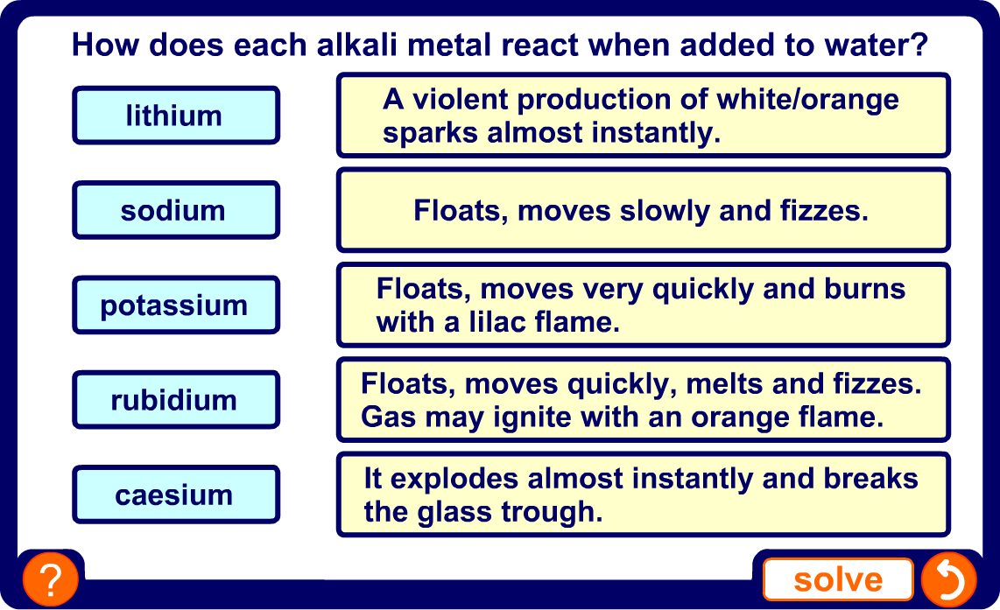 How does each alkali metal react when added to water?
lithium
A violent production of white/orange
sparks almost instantly.
sodium
Floats, moves slowly and fizzes.
potassium
Floats, moves very quickly and burns
with a lilac flame.
rubidium
Floats, moves quickly, melts and fizzes.
Gas may ignite with an orange flame.
caesium
It explodes almost instantly and breaks
the glass trough.
?
solve